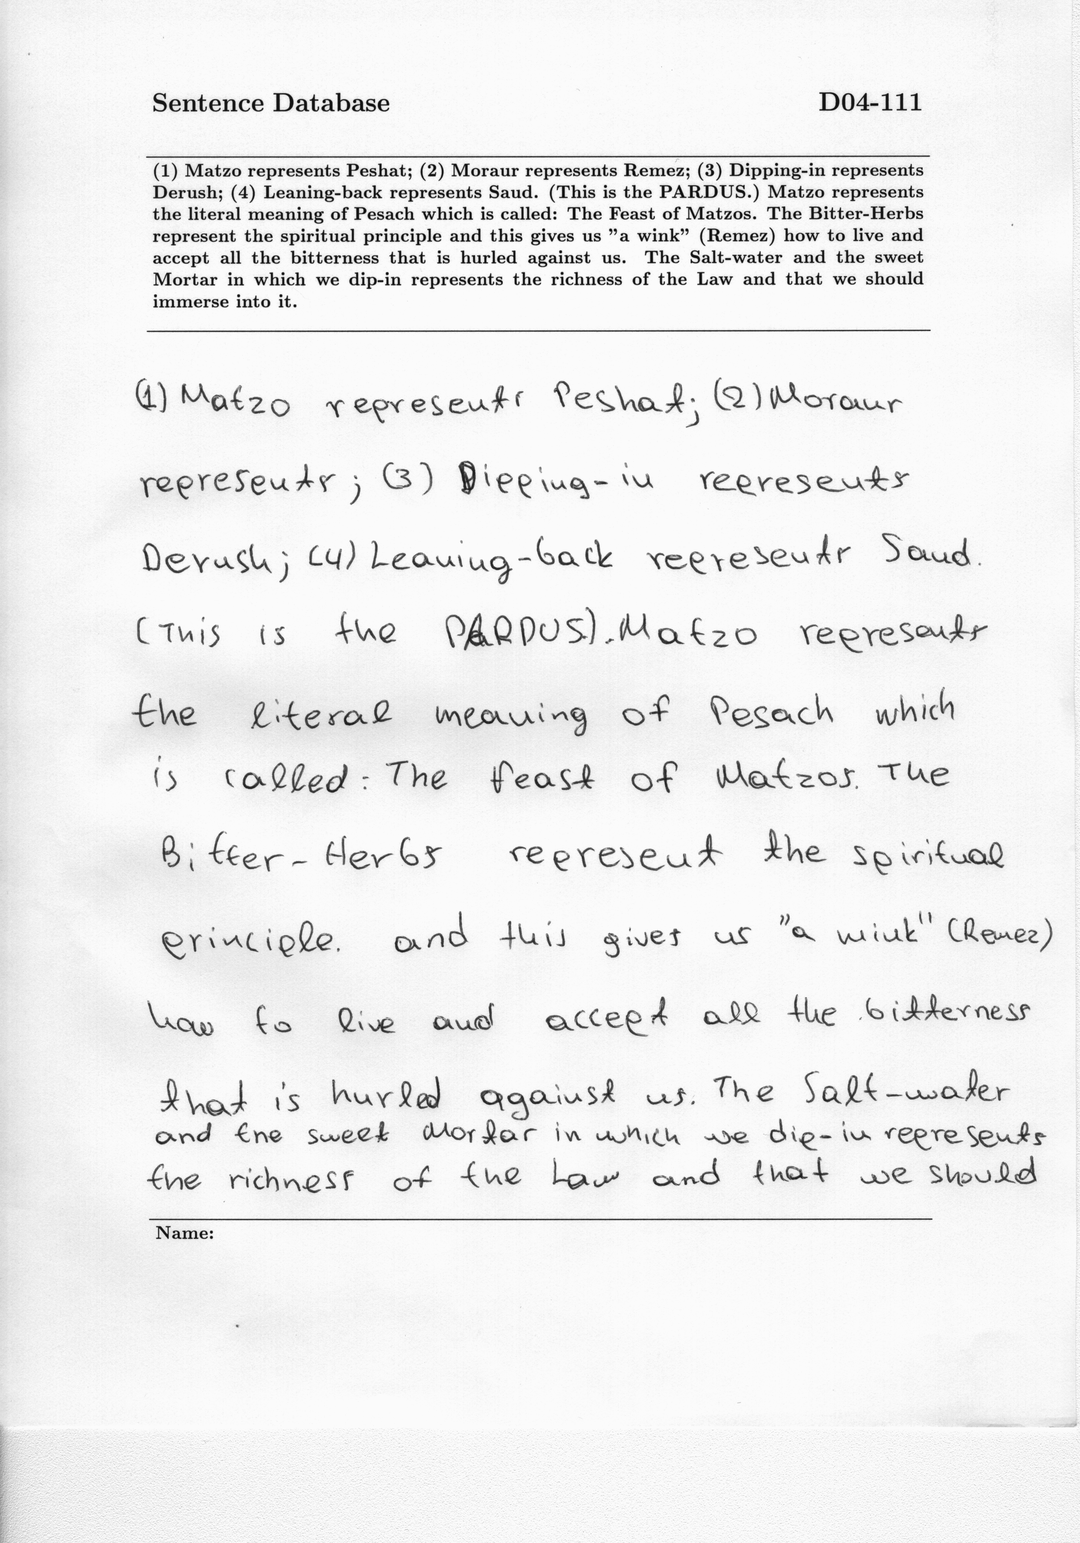 Sentence Database D04-111
(1) Matzo represents Peshat; (2) Moraur represents Remez; (3) Dipping-in represents
Derush; (4) Leaning-back represents Saud. (This is the PARDUS.) Matzo represents
the literal meaning of Pesach which is called: The Feast of Matzos. The Bitter-Herbs
represent the spiritual principle and this gives us "a wink" (Remez) how to live and
accept all the bitterness that is hurled against us. The Salt-water and the sweet
Mortar in which we dip-in represents the richness of the Law and that we should
immerse into it.
(1) Matzo represents Peshat; (2) Moraur
represents; (3) Dipping-in represents
Derush; (4) Leaning-back represents Saud.
(This is the PARDUS). Matzo represents
the literal meaning of Pesach which
is called: The feast of Matzos. The
Bitter-Herbs represent the spiritual
principle. and this gives us "a wink" (Remez)
how to live and accept all the bitterness
that is hurled against us. The Salt-water
and the sweet Mortar in which we dip-in represents
the richness of the Law and that we should
Name: